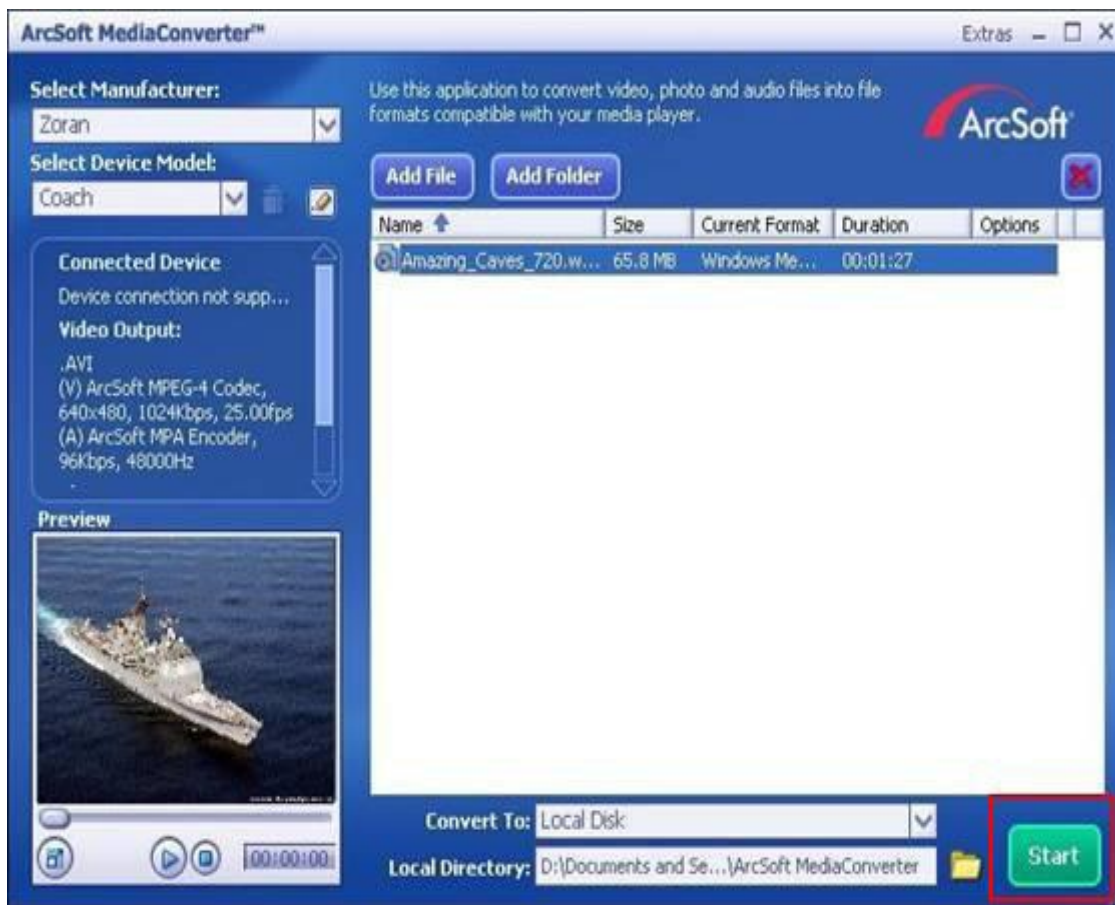 ArcSoft MediaConverter™
Extras
Select Manufacturer:
Zoran
Select Device Model:
Coach
Connected Device
Device connection not supp...
Video Output:
.AVI
(V) ArcSoft MPEG-4 Codec,
640x480, 1024Kbps, 25.00fps
(A) ArcSoft MPA Encoder,
96Kbps, 48000Hz
Preview
00:00:00
Use this application to convert video, photo and audio files into file
formats compatible with your media player.
ArcSoft®
Add File Add Folder
Name Size Current Format Duration Options
Amazing_Caves_720.w... 65.8 MB Windows Me... 00:01:27
Convert To: Local Disk
Local Directory: D:\Documents and Se...\ArcSoft MediaConverter
Start